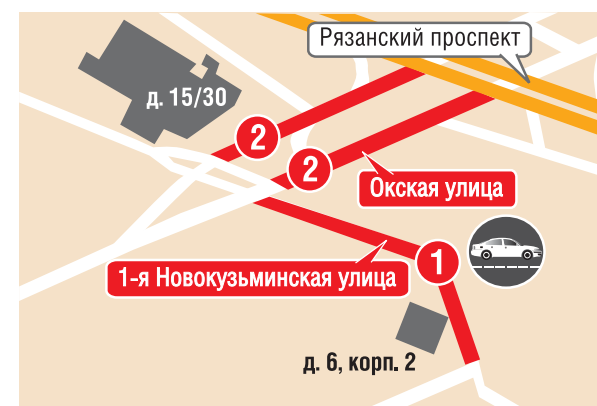 Рязанский проспект
д. 15/30
2
2
Окская улица
1
1-я Новокузьминская улица
д. 6, корп. 2